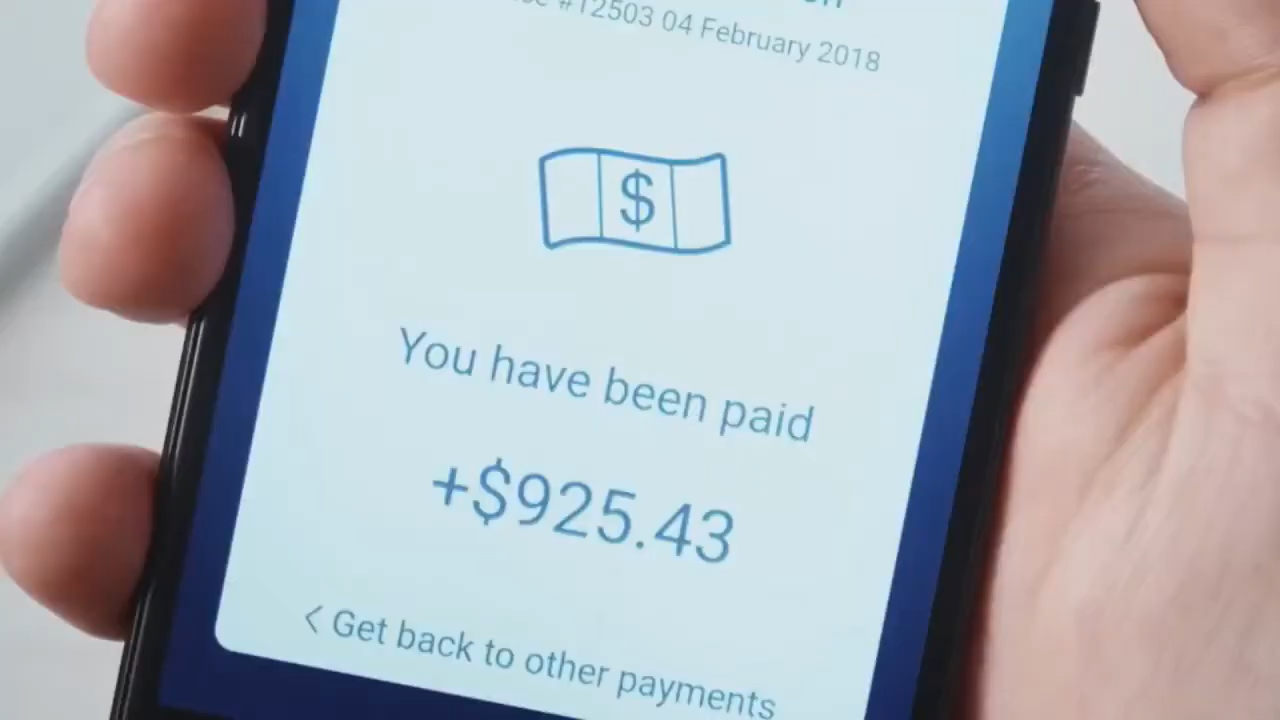 #12503 04 February 2018
$
You have been paid
+$925.43
< Get back to other payments